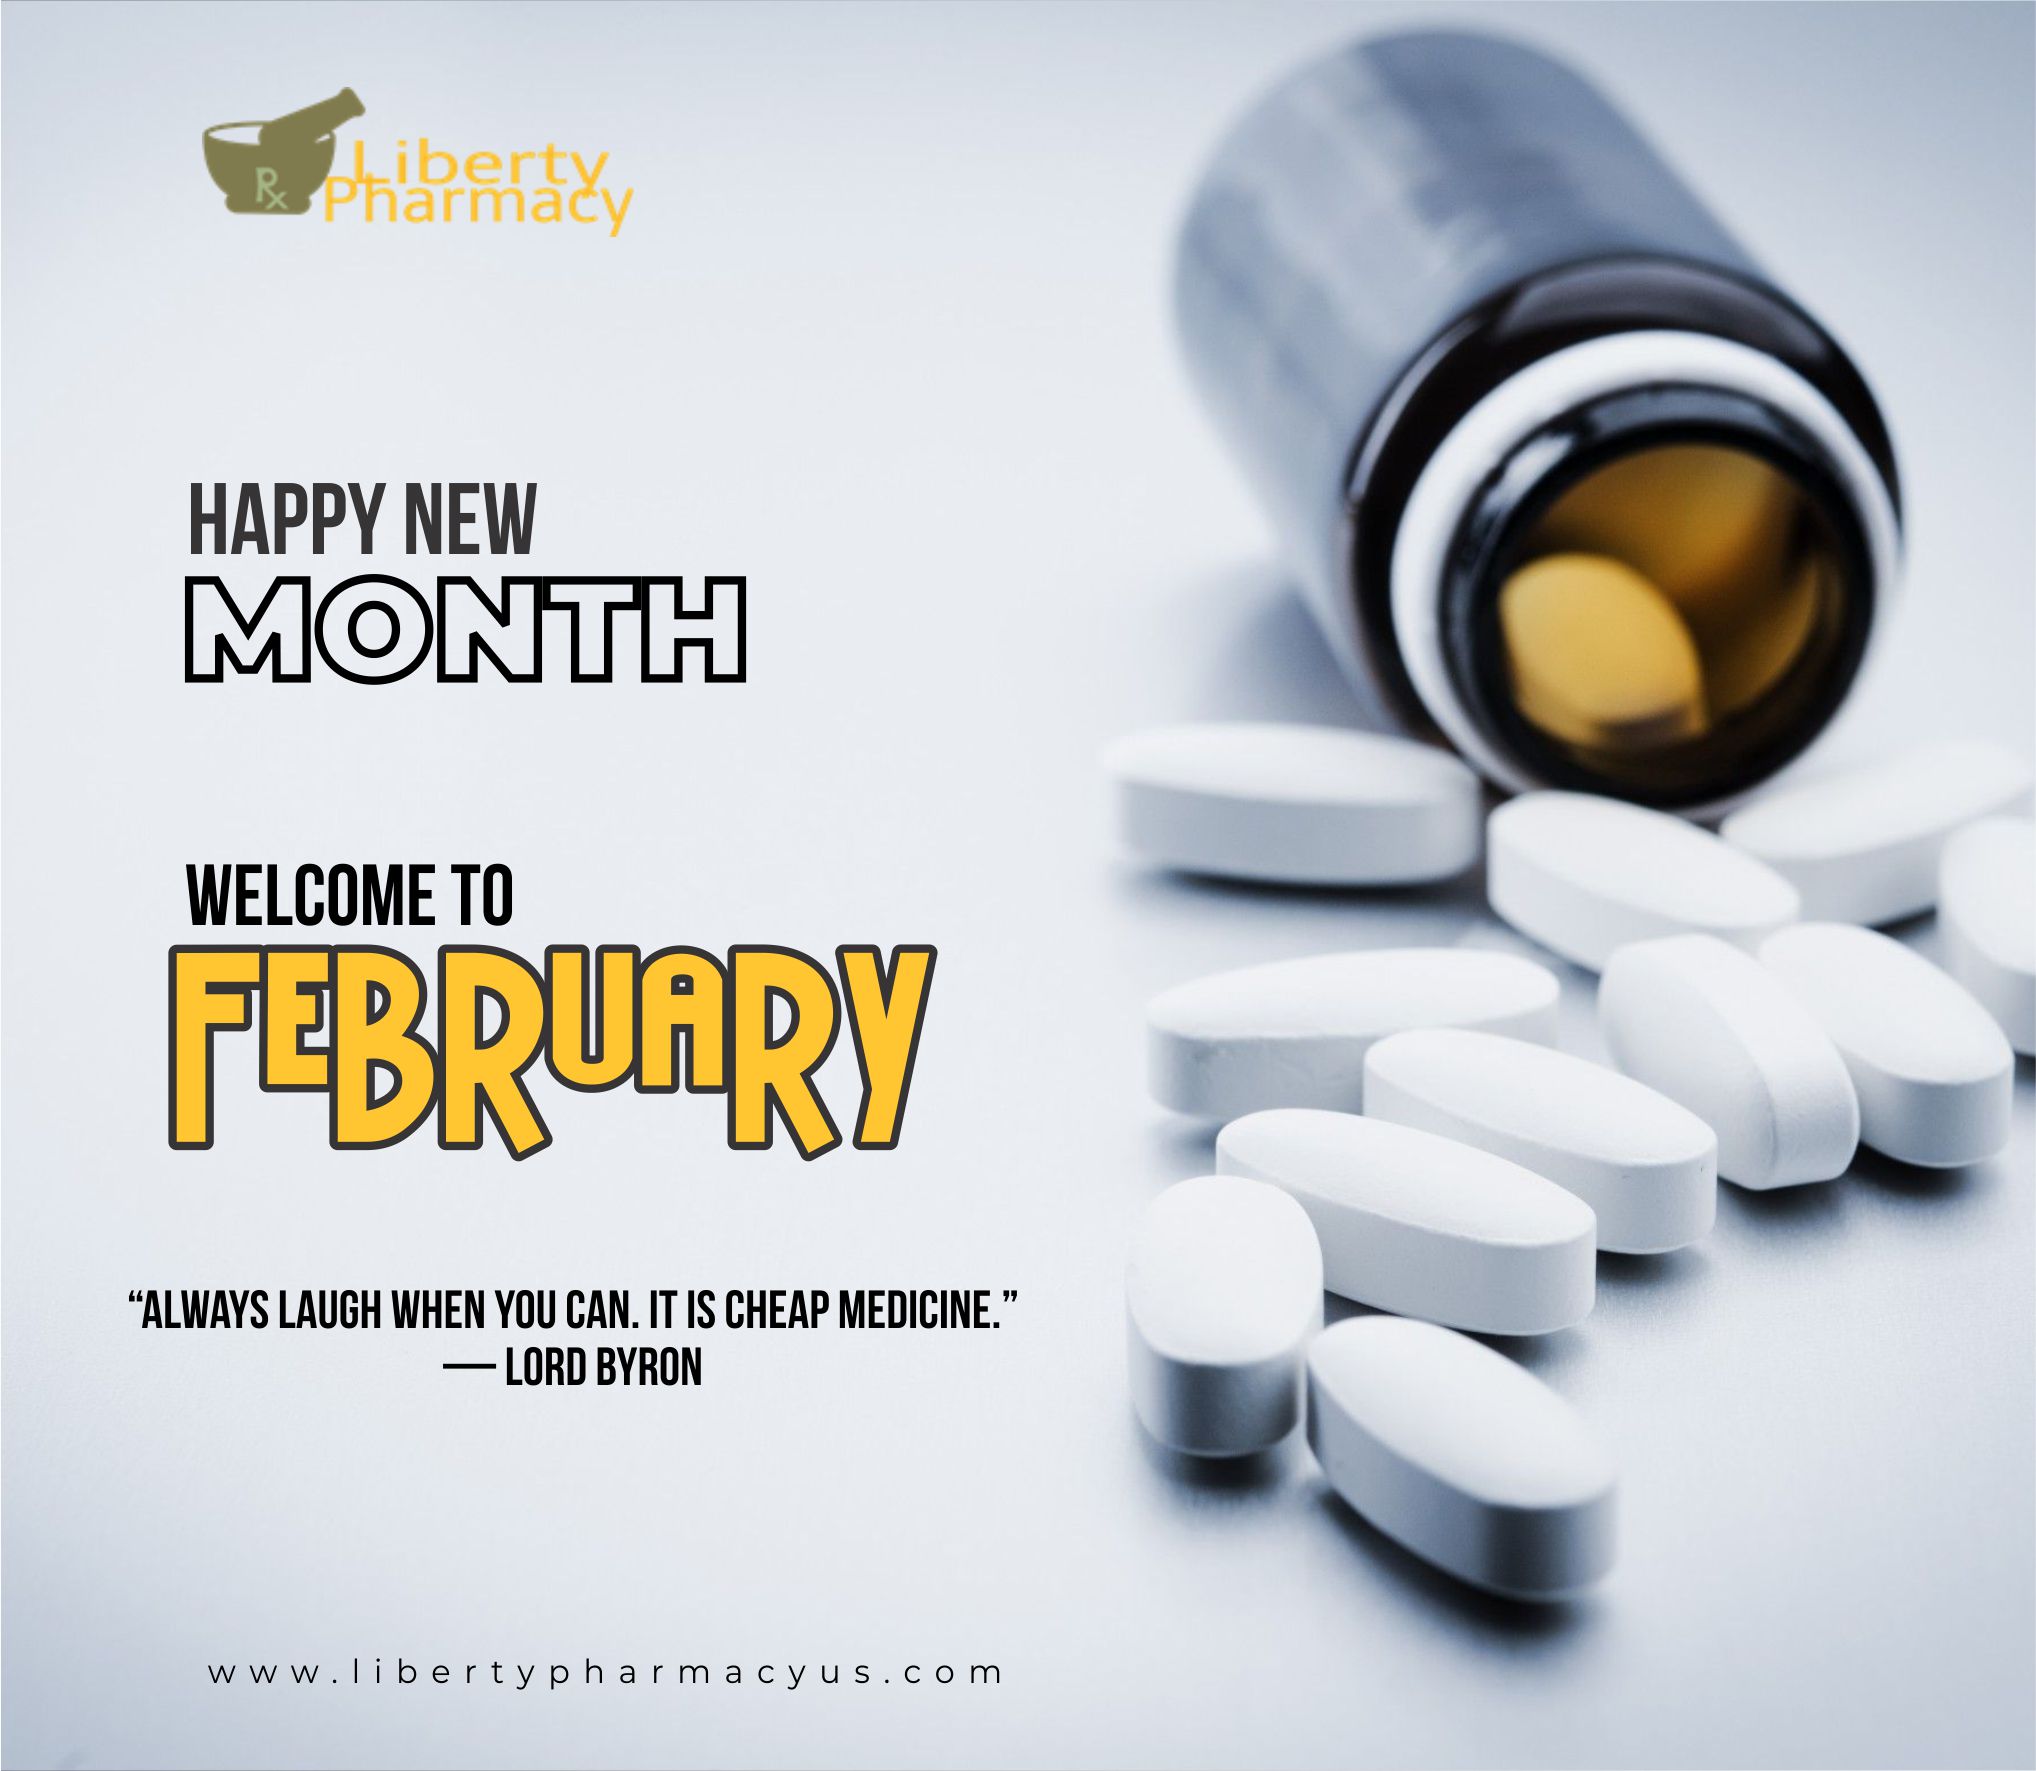 Rx
Liberty
Pharmacy
HAPPY NEW
MONTH
WELCOME TO
FEBRUARY
“ALWAYS LAUGH WHEN YOU CAN. IT IS CHEAP MEDICINE.”
— LORD BYRON
www.libertypharmacyus.com